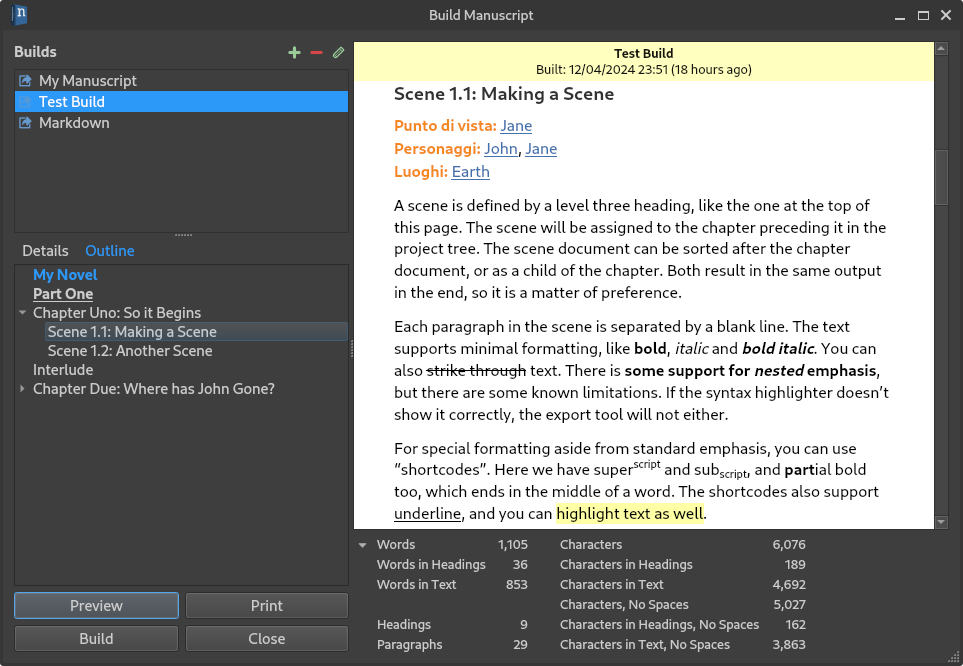 n
Build Manuscript
Builds
My Manuscript
Test Build
Markdown
Details Outline
My Novel
Part One
Chapter Uno: So it Begins
Scene 1.1: Making a Scene
Scene 1.2: Another Scene
Interlude
Chapter Due: Where has John Gone?
Preview Print
Build Close
Test Build
Built: 12/04/2024 23:51 (18 hours ago)
Scene 1.1: Making a Scene
Punto di vista: Jane
Personaggi: John, Jane
Luoghi: Earth
A scene is defined by a level three heading, like the one at the top of
this page. The scene will be assigned to the chapter preceding it in the
project tree. The scene document can be sorted after the chapter
document, or as a child of the chapter. Both result in the same output
in the end, so it is a matter of preference.
Each paragraph in the scene is separated by a blank line. The text
supports minimal formatting, like bold, italic and bold italic. You can
also strike through text. There is some support for nested emphasis,
but there are some known limitations. If the syntax highlighter doesn’t
show it correctly, the export tool will not either.
For special formatting aside from standard emphasis, you can use
“shortcodes”. Here we have superscript and subscript, and partial bold
too, which ends in the middle of a word. The shortcodes also support
underline, and you can highlight text as well.
Words 1,105 Characters 6,076
Words in Headings 36 Characters in Headings 189
Words in Text 853 Characters in Text 4,692
Characters, No Spaces 5,027
Headings 9 Characters in Headings, No Spaces 162
Paragraphs 29 Characters in Text, No Spaces 3,863